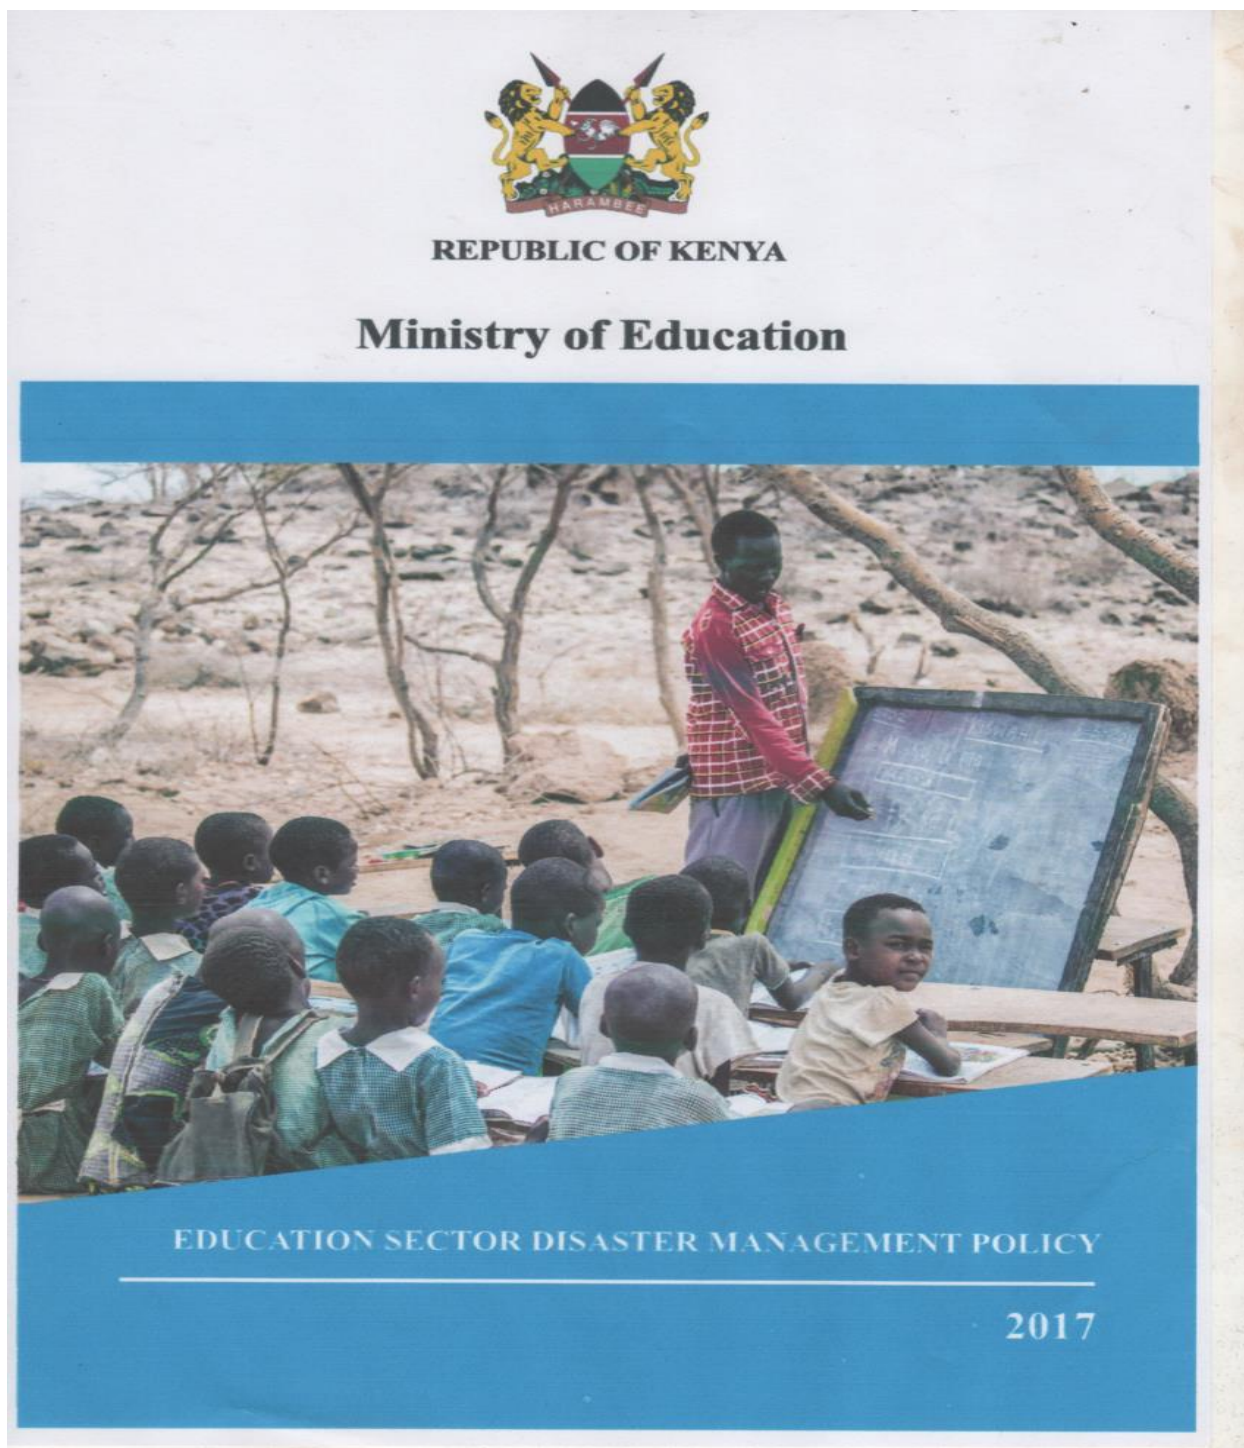 HARAMBEE
REPUBLIC OF KENYA
Ministry of Education
EDUCATION SECTOR DISASTER MANAGEMENT POLICY
2017